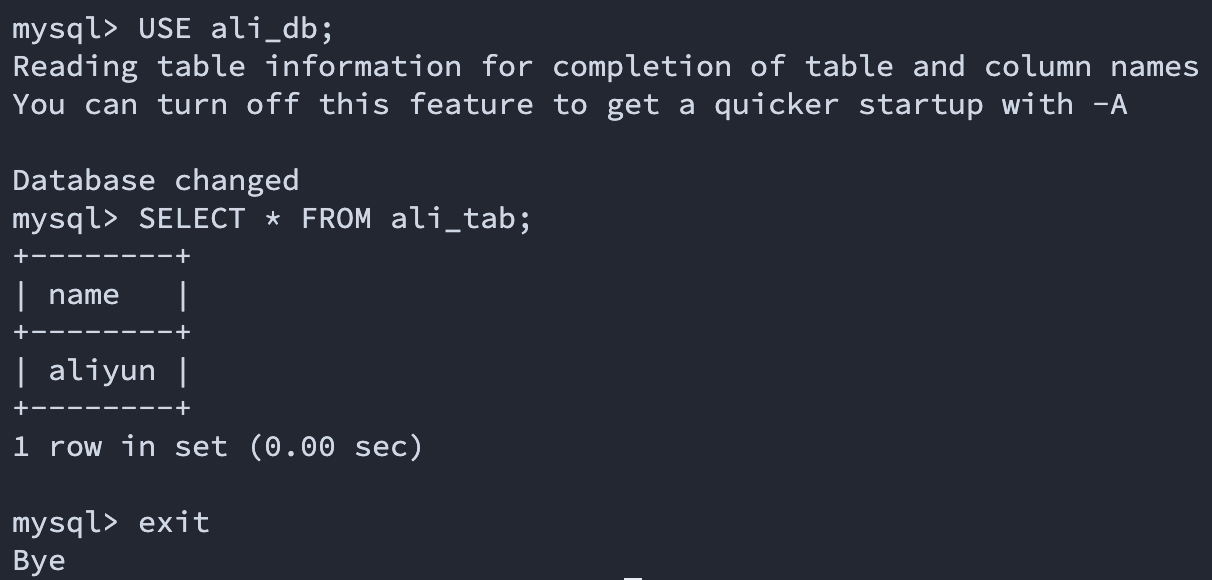 mysql> USE ali_db;
Reading table information for completion of table and column names
You can turn off this feature to get a quicker startup with -A

Database changed
mysql> SELECT * FROM ali_tab;
+--------+
| name   |
+--------+
| aliyun |
+--------+
1 row in set (0.00 sec)

mysql> exit
Bye